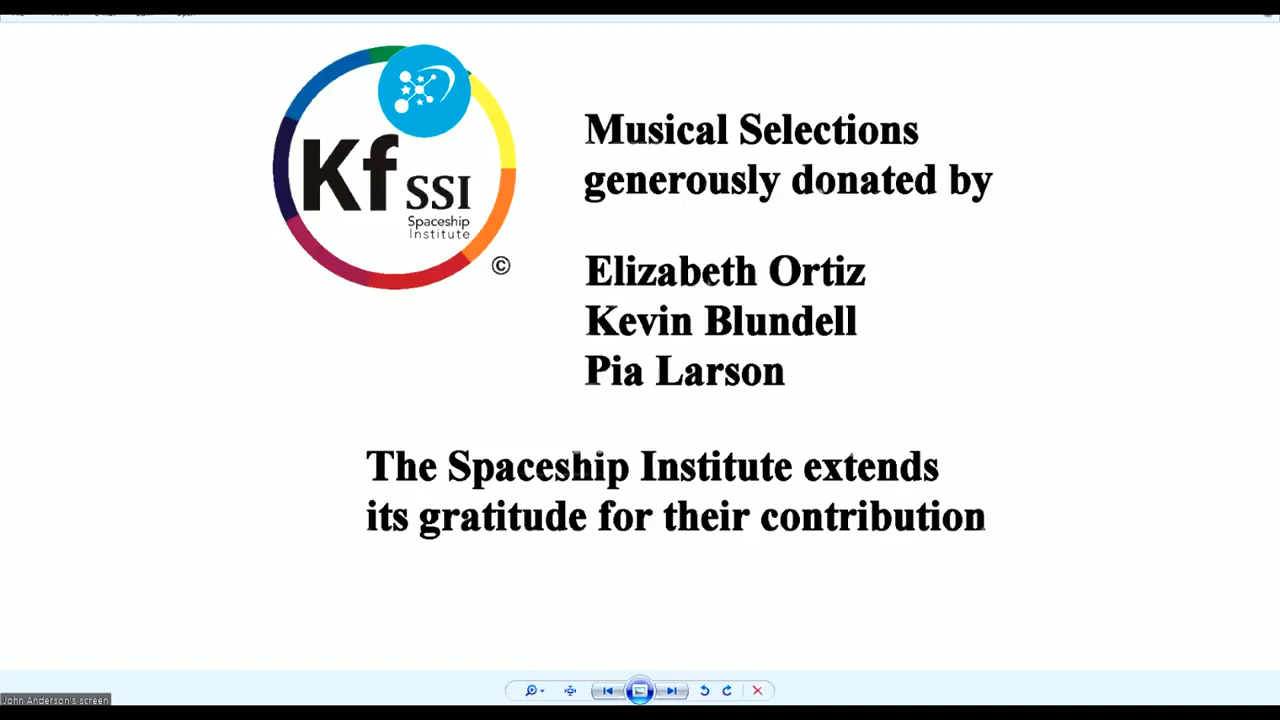 Kf SSI
Spaceship
Institute
©
Musical Selections
generously donated by
Elizabeth Ortiz
Kevin Blundell
Pia Larson
The Spaceship Institute extends
its gratitude for their contribution
John Anderson's screen